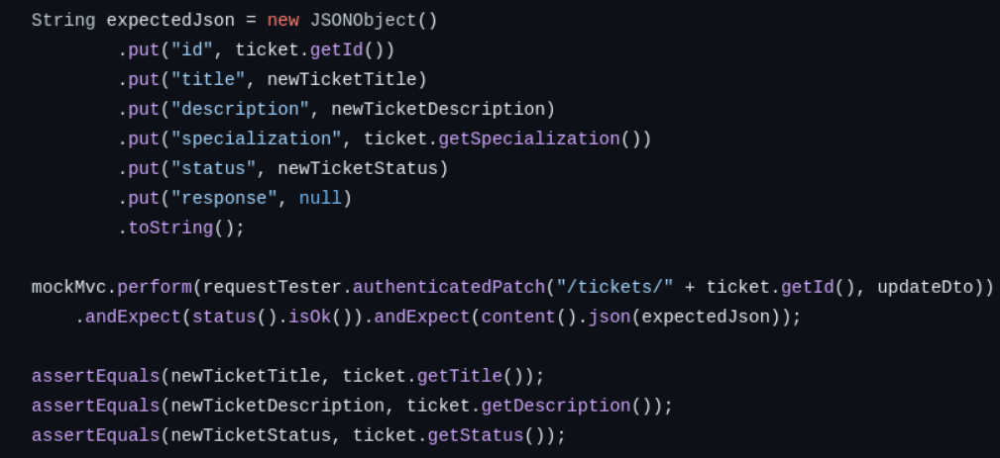 String expectedJson = new JSONObject()
        .put("id", ticket.getId())
        .put("title", newTicketTitle)
        .put("description", newTicketDescription)
        .put("specialization", ticket.getSpecialization())
        .put("status", newTicketStatus)
        .put("response", null)
        .toString();

mockMvc.perform(requestTester.authenticatedPatch("/tickets/" + ticket.getId(), updateDto))
    .andExpect(status().isOk()).andExpect(content().json(expectedJson));

assertEquals(newTicketTitle, ticket.getTitle());
assertEquals(newTicketDescription, ticket.getDescription());
assertEquals(newTicketStatus, ticket.getStatus());